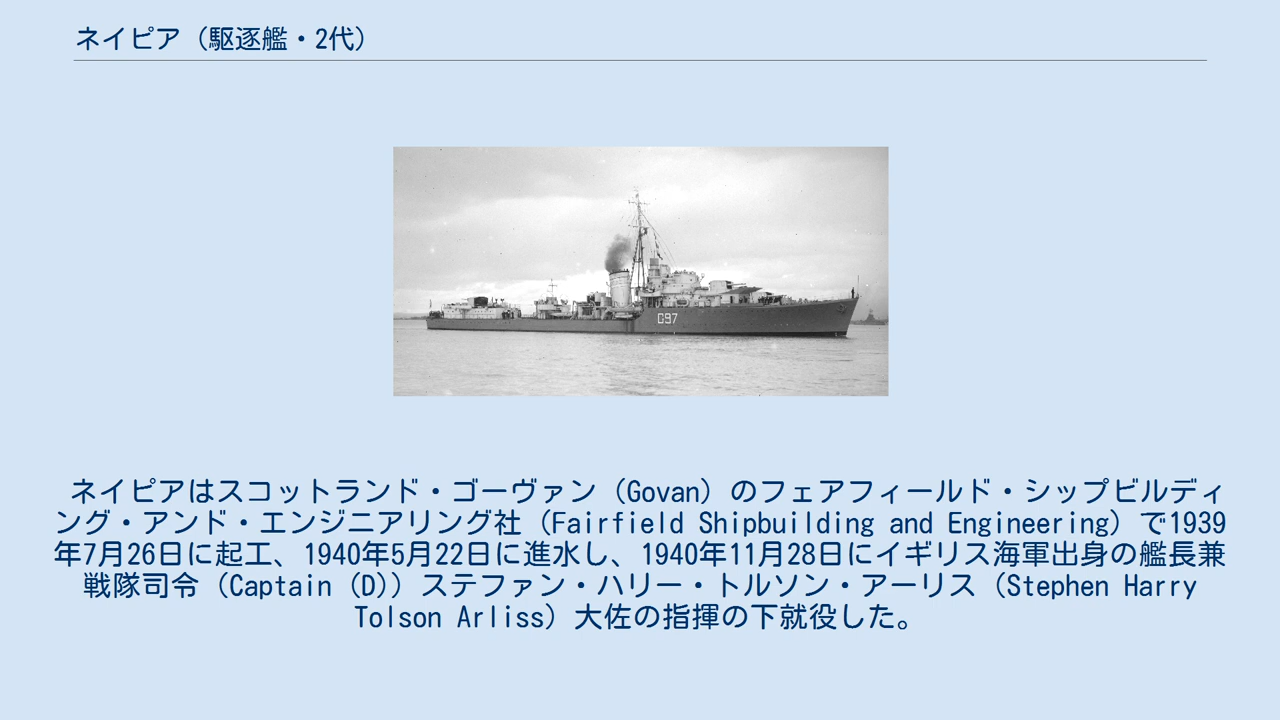 ネイピア（駆逐艦・2代）
G97
ネイピアはスコットランド・ゴーヴァン（Govan）のフェアフィールド・シップビルディ
ング・アンド・エンジニアリング社（Fairfield Shipbuilding and Engineering）で1939
年7月26日に起工、1940年5月22日に進水し、1940年11月28日にイギリス海軍出身の艦長兼
戦隊司令（Captain（D））ステファン・ハリー・トルソン・アーリス（Stephen Harry
Tolson Arliss）大佐の指揮の下就役した。